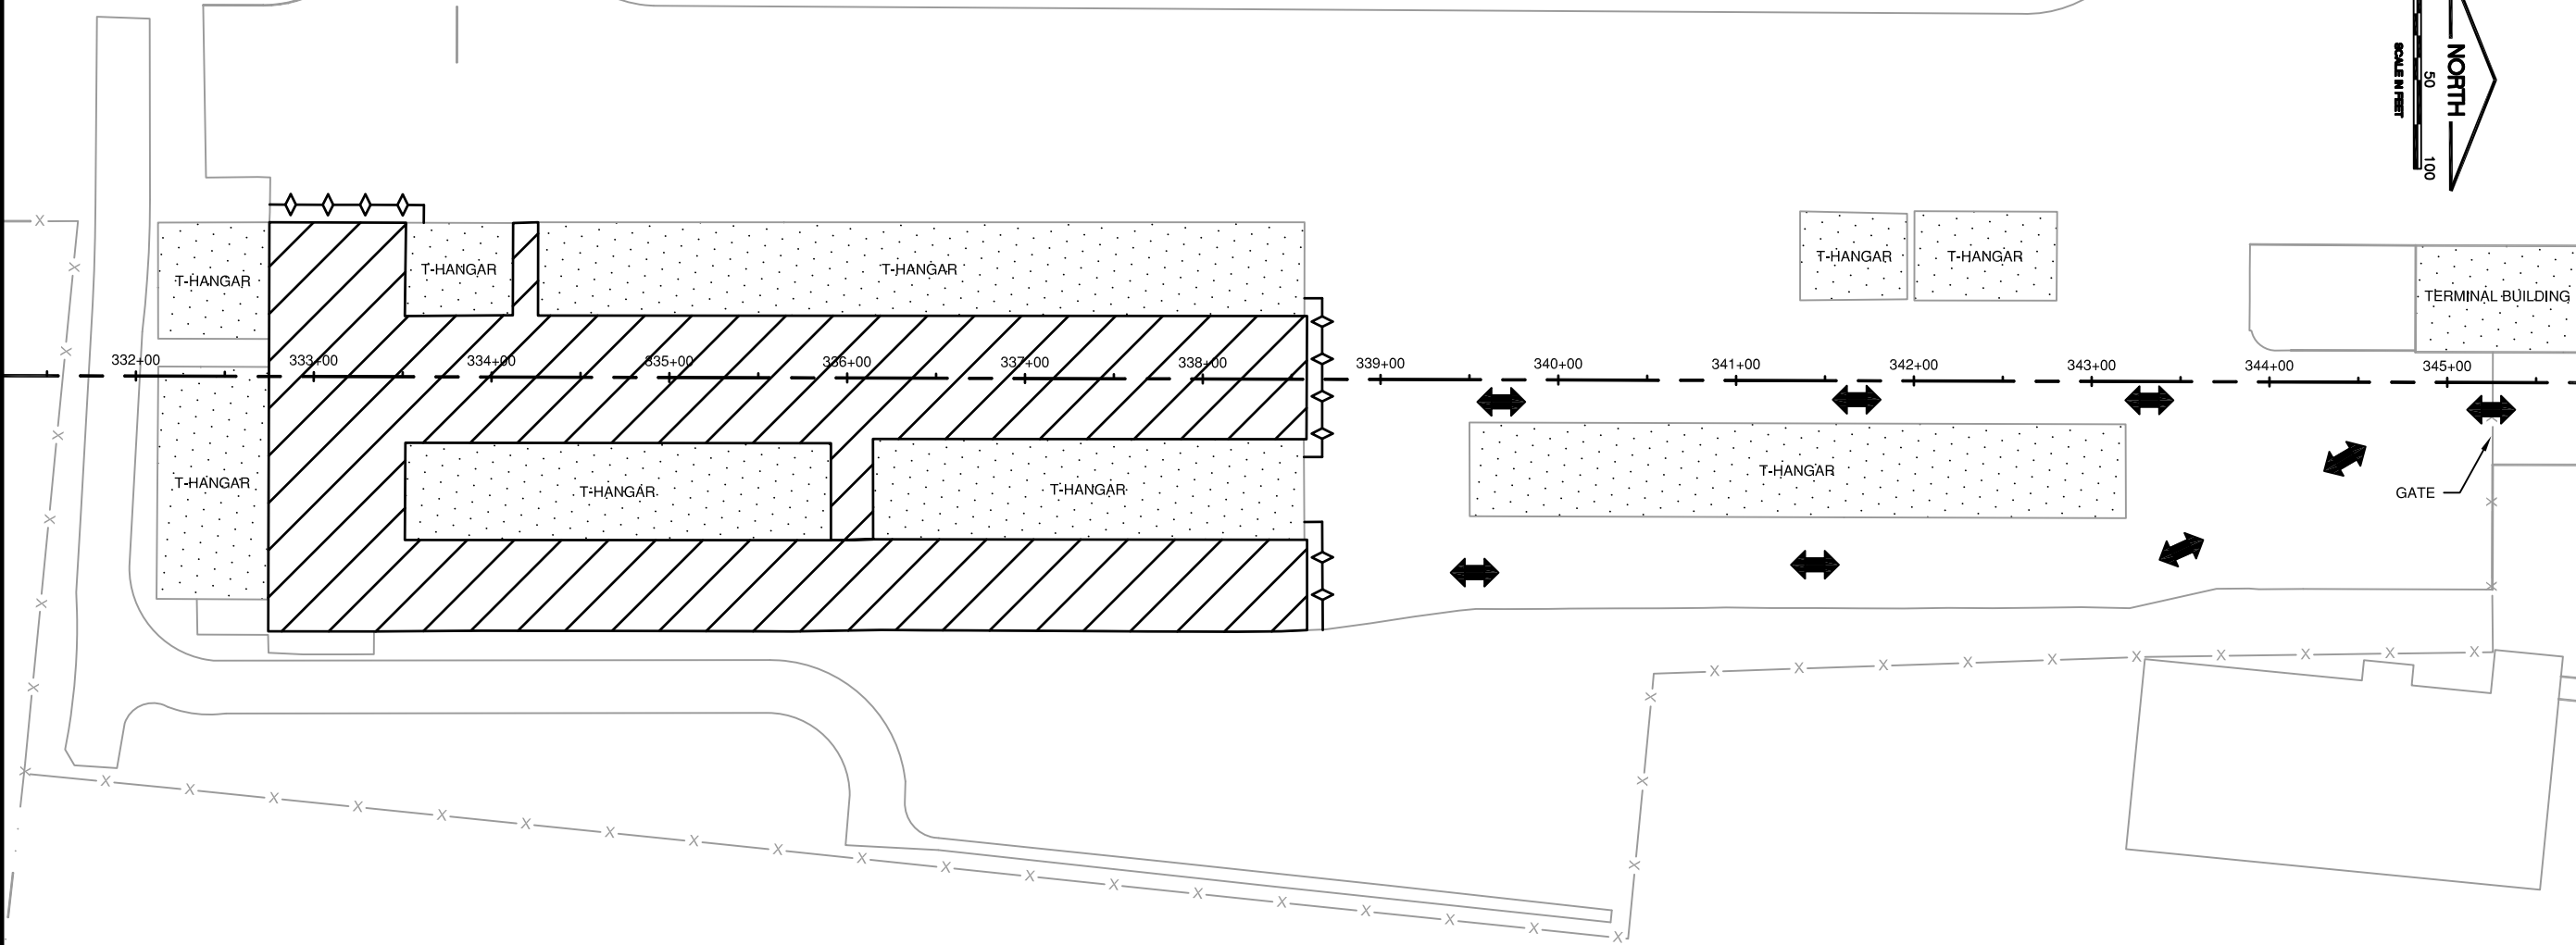 NORTH
50
100
SCALE IN FEET
T-HANGAR
T-HANGAR
T-HANGAR
T-HANGAR
T-HANGAR
TERMINAL BUILDING
332+00
333+00
334+00
335+00
336+00
337+00
338+00
339+00
340+00
341+00
342+00
343+00
344+00
345+00
T-HANGAR
T-HANGAR
T-HANGAR
T-HANGAR
GATE